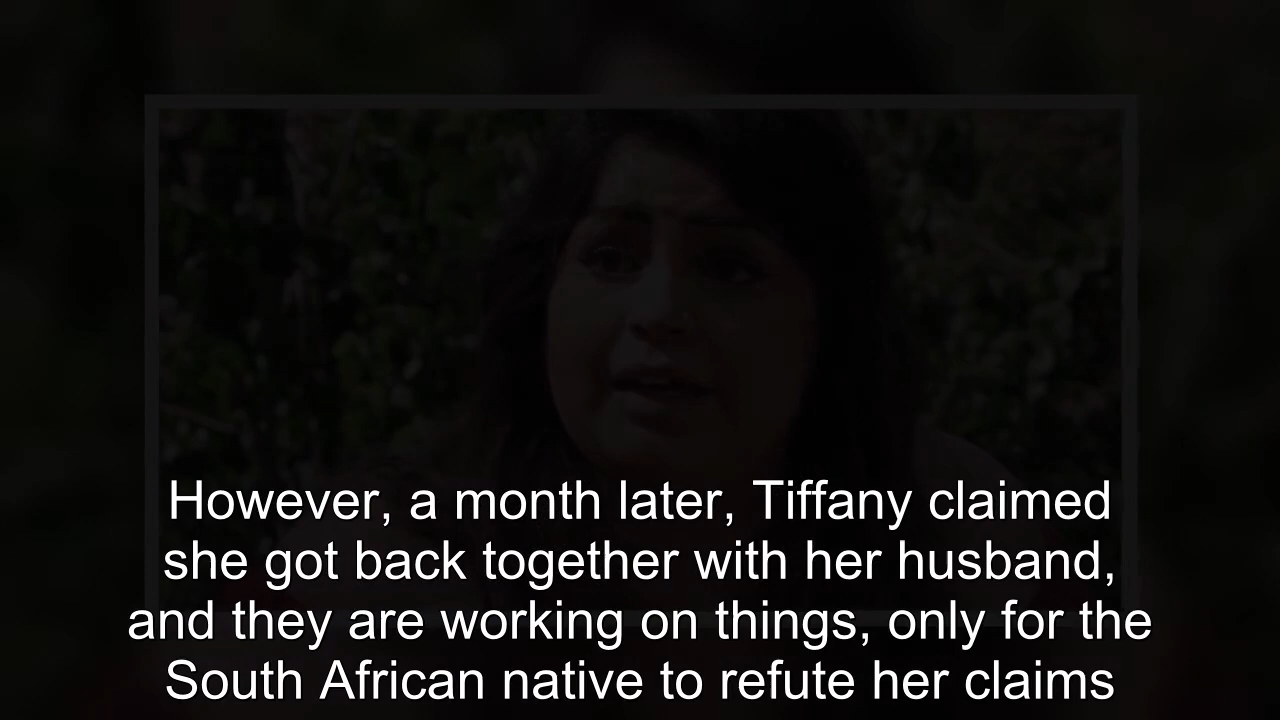 However, a month later, Tiffany claimed
she got back together with her husband,
and they are working on things, only for the
South African native to refute her claims